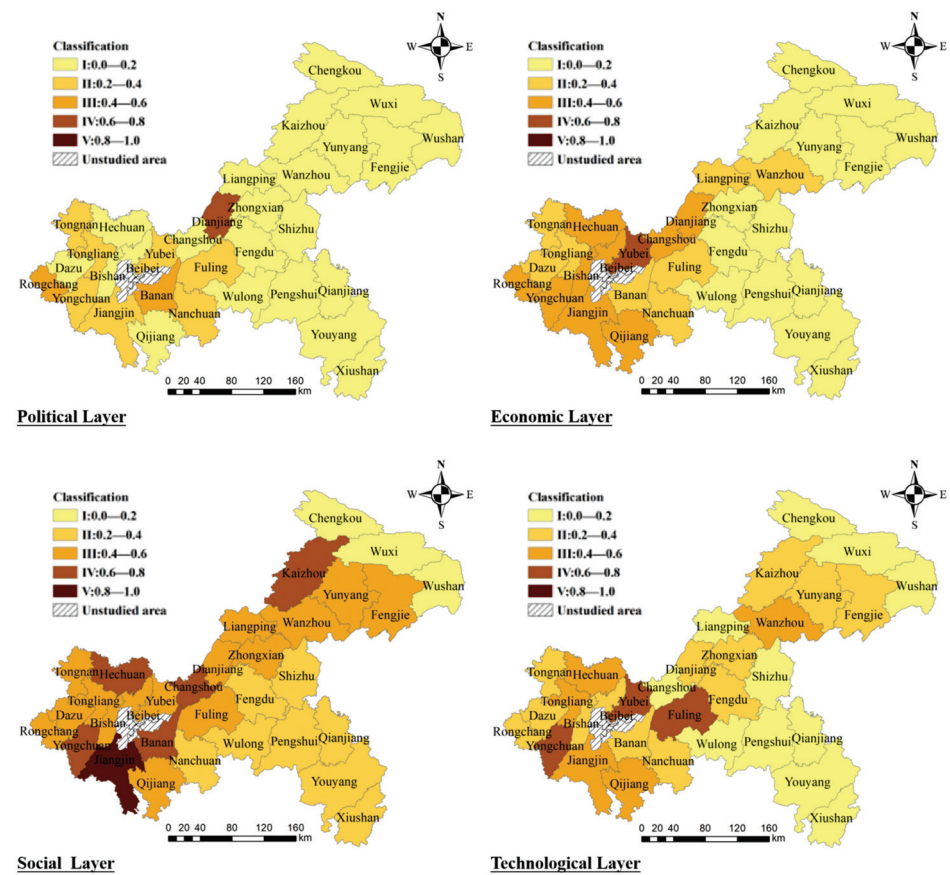 N
W E
S
Classification
I:0.0—0.2
II:0.2—0.4
III:0.4—0.6
IV:0.6—0.8
V:0.8—1.0
Unstudied area
Chengkou
Wuxi
Kaizhou
Wushan
Yunyang
Fengjie
Liangping Wanzhou
Zhongxian
Dianjiang
Shizhu
Tongnan Hechuan
Changshou
Tongliang Yubei Fengdu
Dazu Bishan Beibei Fuling
Rongchang
Yongchuan Banan Wulong Pengshui Qianjiang
Jiangjin Nanchuan
Qijiang Youyang
Xiushan
0 20 40 80 120 160
km
Political Layer
N
W E
S
Classification
I:0.0—0.2
II:0.2—0.4
III:0.4—0.6
IV:0.6—0.8
V:0.8—1.0
Unstudied area
Chengkou
Wuxi
Kaizhou
Wushan
Yunyang
Fengjie
Liangping Wanzhou
Zhongxian
Dianjiang
Shizhu
Tongnan Hechuan
Changshou
Tongliang Yubei Fengdu
Dazu Bishan Beibei Fuling
Rongchang
Yongchuan Banan Wulong Pengshui Qianjiang
Jiangjin Nanchuan
Qijiang Youyang
Xiushan
0 20 40 80 120 160
km
Economic Layer
N
W E
S
Classification
I:0.0—0.2
II:0.2—0.4
III:0.4—0.6
IV:0.6—0.8
V:0.8—1.0
Unstudied area
Chengkou
Wuxi
Kaizhou
Wushan
Yunyang
Fengjie
Liangping Wanzhou
Zhongxian
Dianjiang
Shizhu
Tongnan Hechuan
Changshou
Tongliang Yubei Fengdu
Dazu Bishan Beibei Fuling
Rongchang
Yongchuan Banan Wulong Pengshui Qianjiang
Jiangjin Nanchuan
Qijiang Youyang
Xiushan
0 20 40 80 120 160
km
Social Layer
N
W E
S
Classification
I:0.0—0.2
II:0.2—0.4
III:0.4—0.6
IV:0.6—0.8
V:0.8—1.0
Unstudied area
Chengkou
Wuxi
Kaizhou
Wushan
Yunyang
Fengjie
Liangping Wanzhou
Zhongxian
Dianjiang
Shizhu
Tongnan Hechuan
Changshou
Tongliang Yubei Fengdu
Dazu Bishan Beibei Fuling
Rongchang
Yongchuan Banan Wulong Pengshui Qianjiang
Jiangjin Nanchuan
Qijiang Youyang
Xiushan
0 20 40 80 120 160
km
Technological Layer